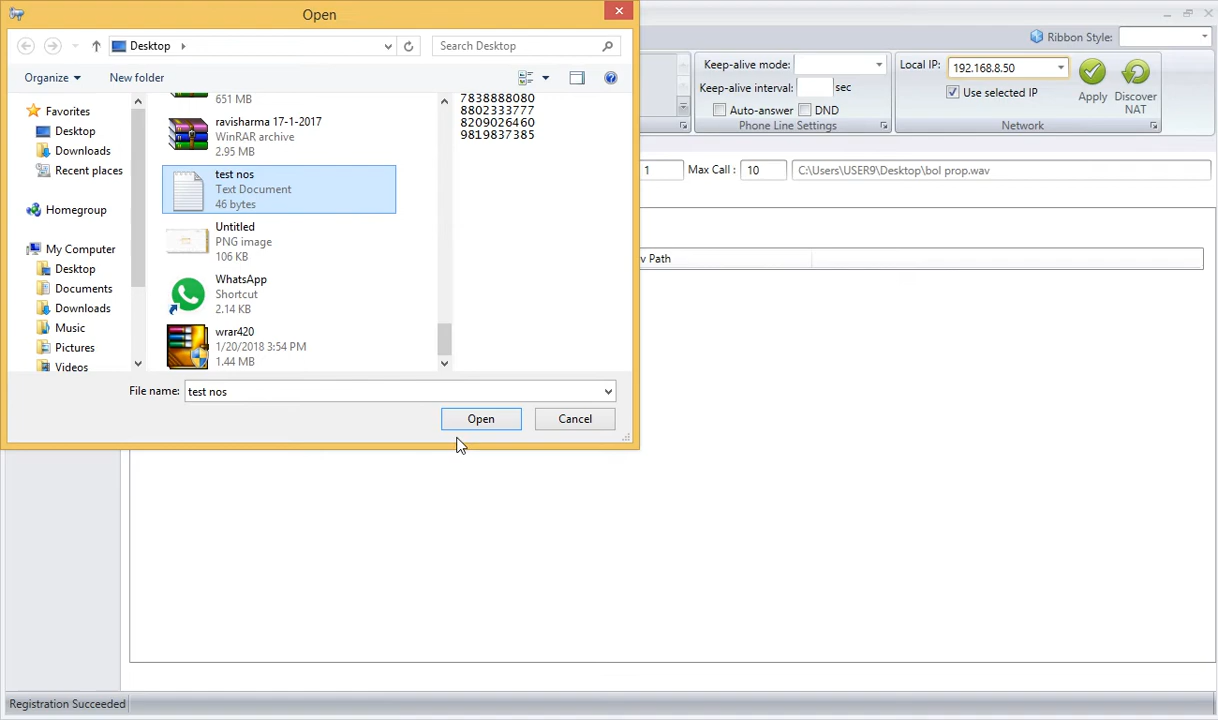 Open
Ribbon Style:
Desktop
Search Desktop
Organize
New folder
Favorites
Desktop
Downloads
Recent places
Homegroup
My Computer
Desktop
Documents
Downloads
Music
Pictures
Videos
651 MB
ravisharma 17-1-2017
WinRAR archive
2.95 MB
test nos
Text Document
46 bytes
Untitled
PNG image
106 KB
WhatsApp
Shortcut
2.14 KB
wrar420
1/20/2018 3:54 PM
1.44 MB
7838888080
8802333777
8209026460
9819837385
File name: test nos
Open
Cancel
Keep-alive mode:
Keep-alive interval: sec
Auto-answer DND
Phone Line Settings
Local IP: 192.168.8.50
Use selected IP
Apply
Discover
NAT
Network
1 Max Call : 10 C:\Users\USER9\Desktop\bol prop.wav
v Path
Registration Succeeded